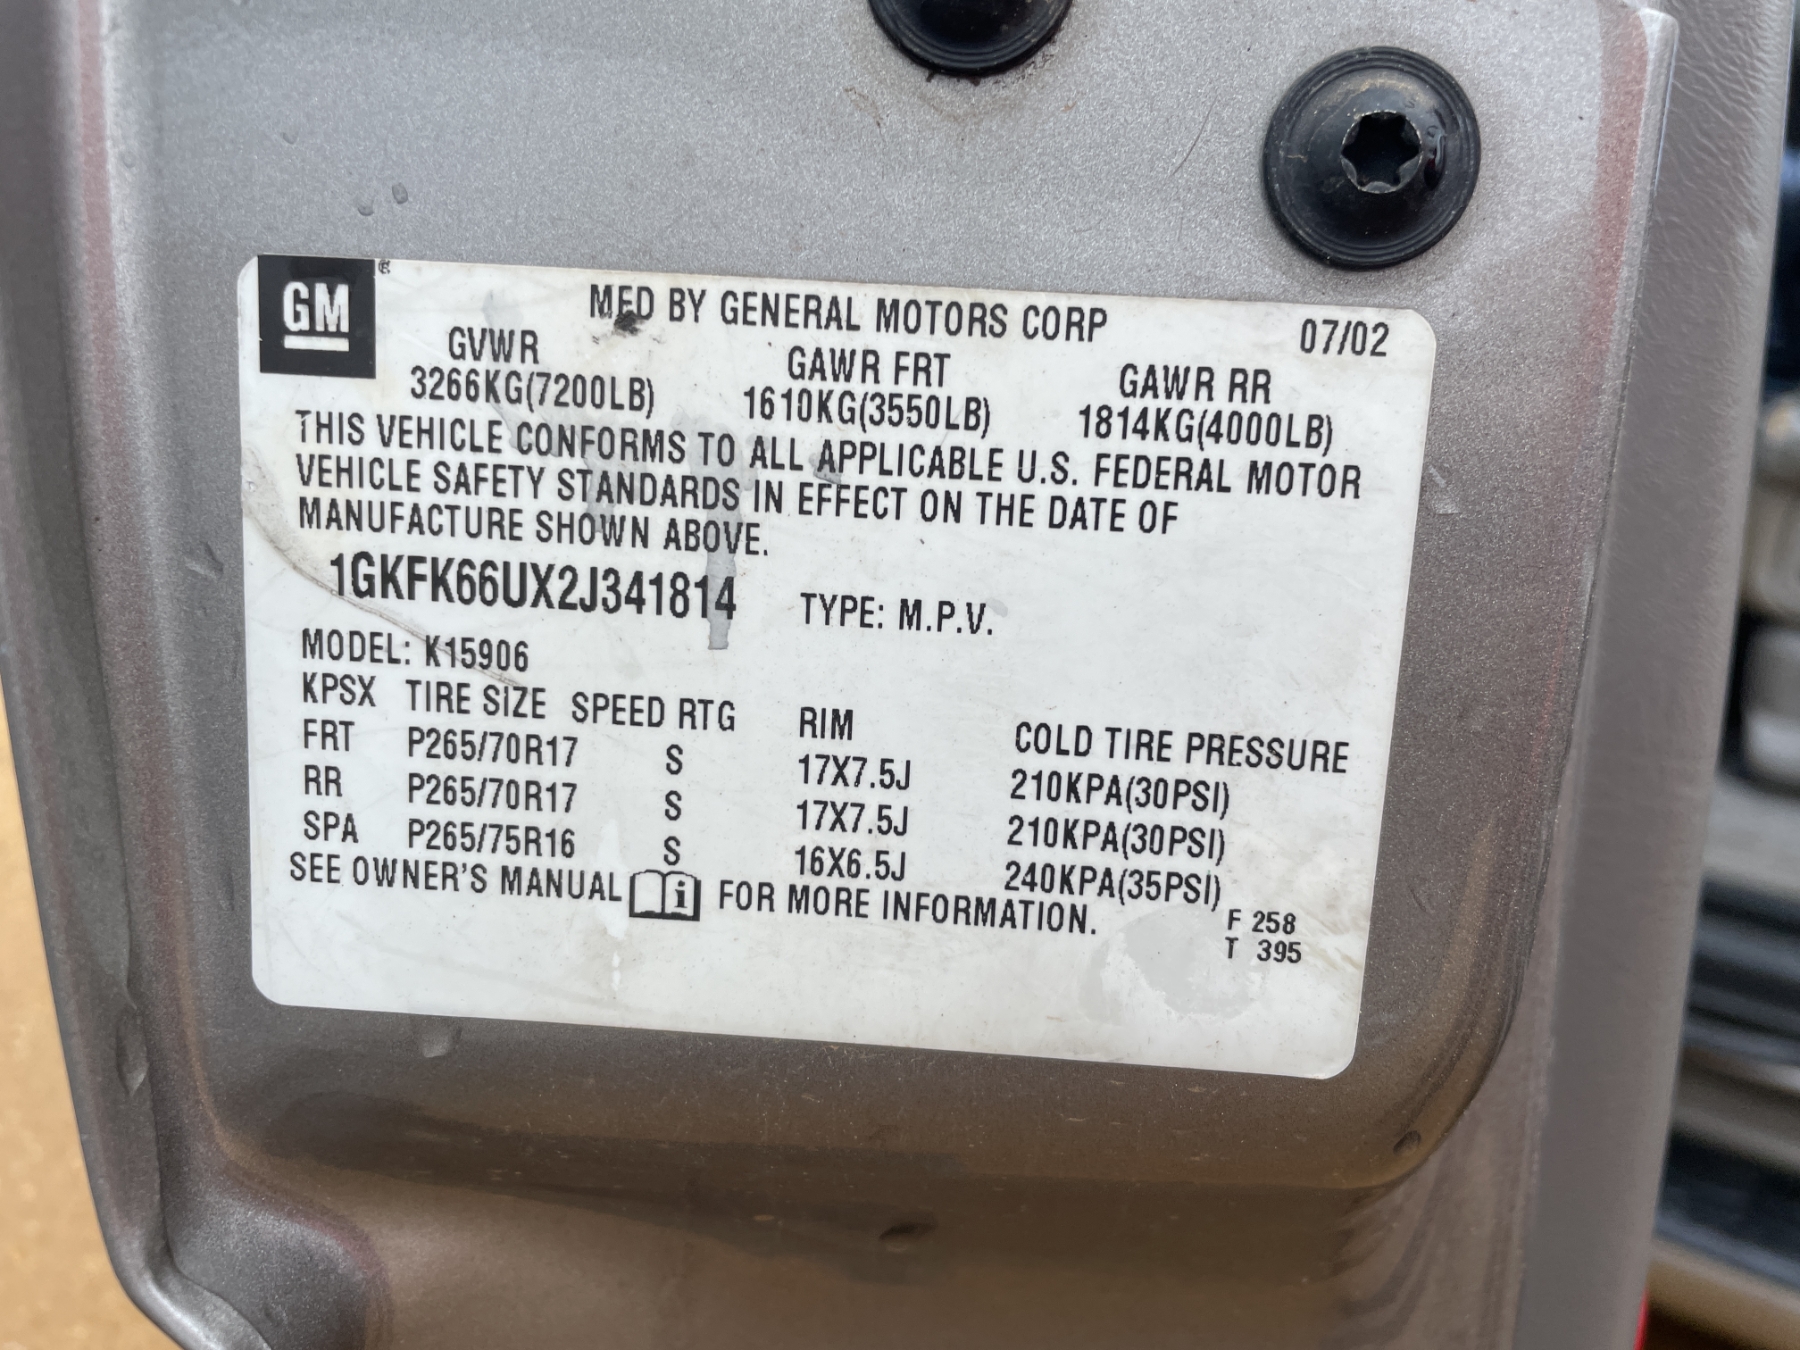 GM ®
MFD BY GENERAL MOTORS CORP 07/02
GVWR GAWR FRT GAWR RR
3266KG(7200LB) 1610KG(3550LB) 1814KG(4000LB)
THIS VEHICLE CONFORMS TO ALL APPLICABLE U.S. FEDERAL MOTOR
VEHICLE SAFETY STANDARDS IN EFFECT ON THE DATE OF
MANUFACTURE SHOWN ABOVE.
1GKFK66UX2J341814 TYPE: M.P.V.
MODEL: K15906
KPSX TIRE SIZE SPEED RTG RIM COLD TIRE PRESSURE
FRT P265/70R17 S 17X7.5J 210KPA(30PSI)
RR P265/70R17 S 17X7.5J 210KPA(30PSI)
SPA P265/75R16 S 16X6.5J 240KPA(35PSI)
SEE OWNER'S MANUAL i FOR MORE INFORMATION.
F 258
T 395